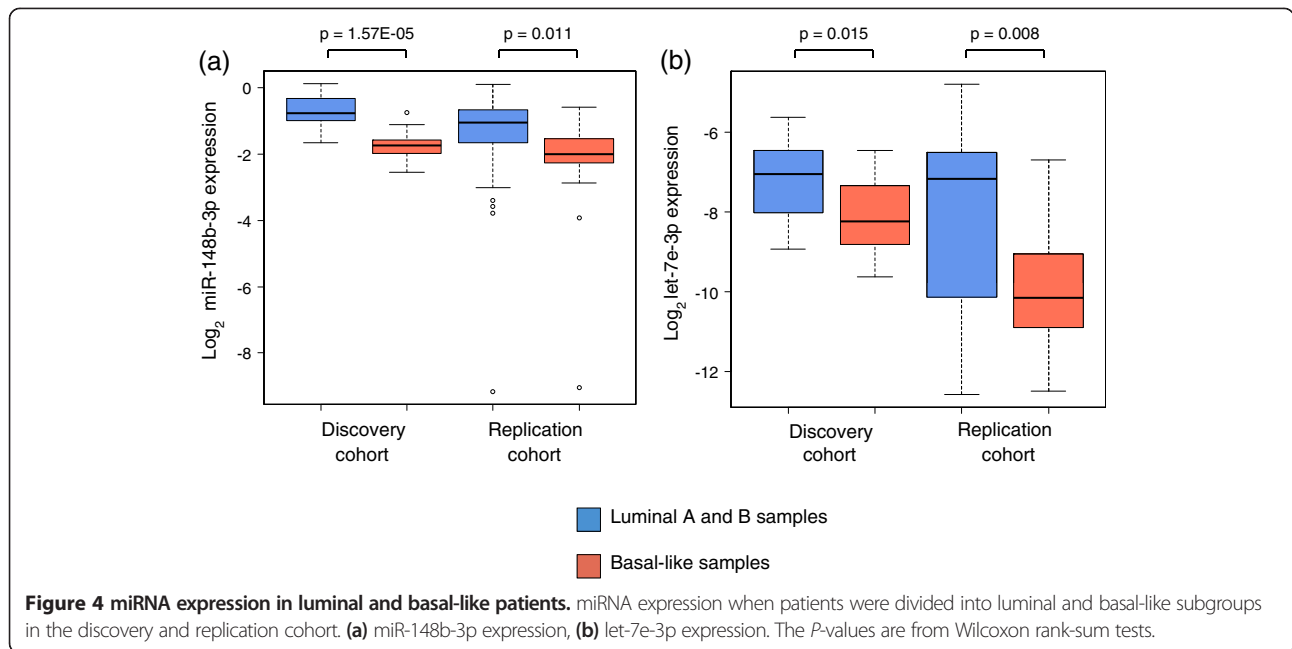 p = 1.57E-05
p = 0.011
p = 0.015
p = 0.008
(a)
(b)
Log2 miR-148b-3p expression
0
-2
-4
-6
-8
Log2 let-7e-3p expression
-6
-8
-10
-12
Discovery
cohort
Replication
cohort
Discovery
cohort
Replication
cohort
Luminal A and B samples
Basal-like samples
Figure 4 miRNA expression in luminal and basal-like patients. miRNA expression when patients were divided into luminal and basal-like subgroups
in the discovery and replication cohort. (a) miR-148b-3p expression, (b) let-7e-3p expression. The P-values are from Wilcoxon rank-sum tests.